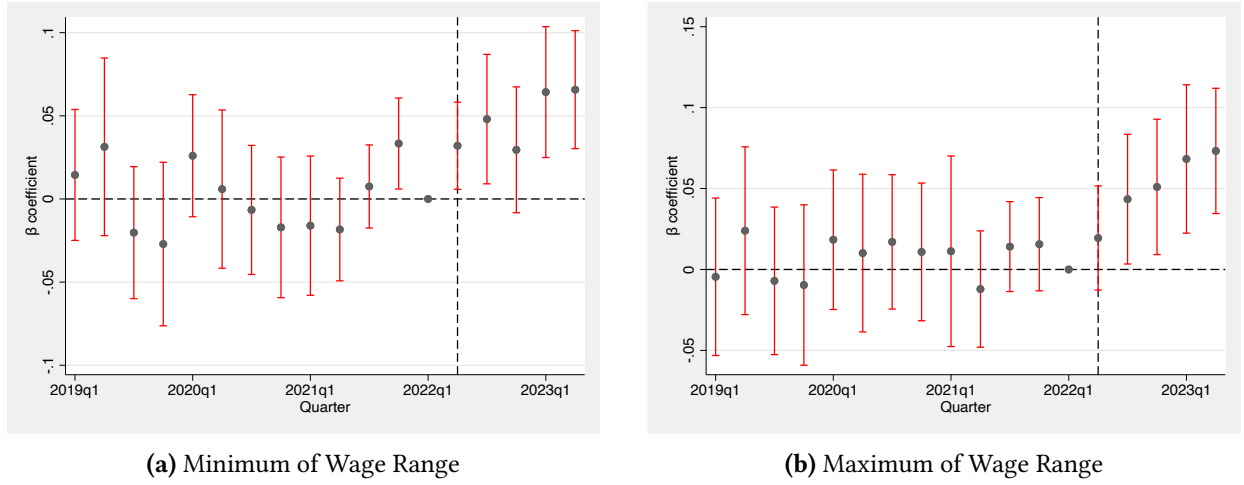 .1
.05
0
-.05
-.1
β coefficient
2019q1 2020q1 2021q1 2022q1 2023q1
Quarter
(a) Minimum of Wage Range
.15
.1
.05
0
-.05
β coefficient
2019q1 2020q1 2021q1 2022q1 2023q1
Quarter
(b) Maximum of Wage Range